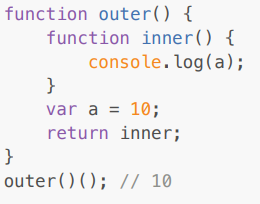 function outer() {
    function inner() {
        console.log(a);
    }
    var a = 10;
    return inner;
}
outer()(); // 10